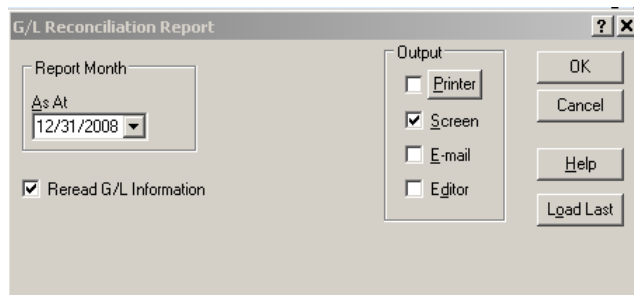 G/L Reconciliation Report
Report Month
As At
12/31/2008
Reread G/L Information
Output
Printer
Screen
E-mail
Editor
OK
Cancel
Help
Load Last